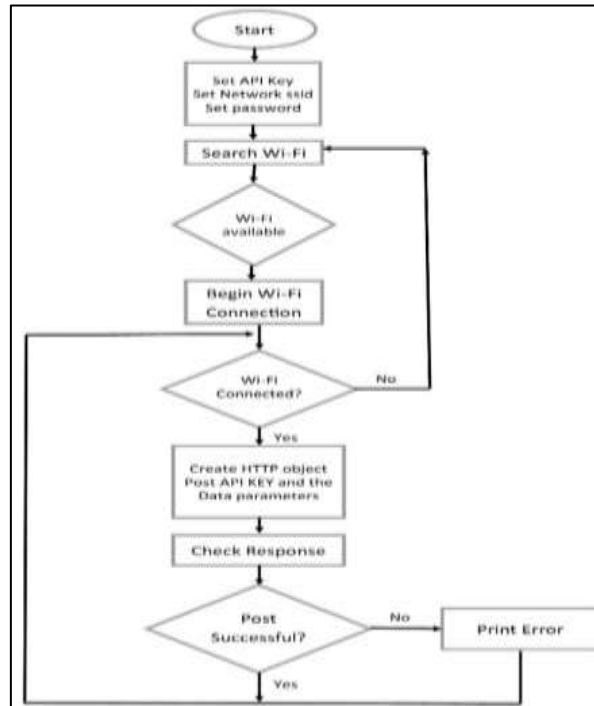 Start
Set API Key
Set Network ssid
Set password
Search Wi-Fi
Wi-Fi
available
Begin Wi-Fi
Connection
Wi-Fi
Connected?
No
Yes
Create HTTP object
Post API KEY and the
Data parameters
Check Response
Post
Successful?
No
Print Error
Yes